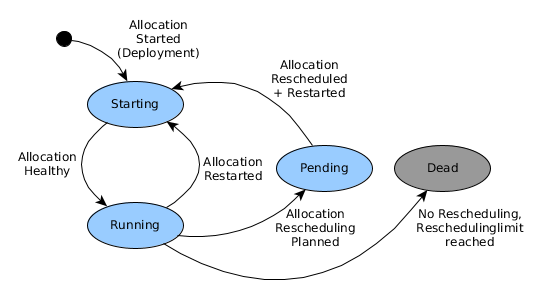 Allocation
Started
(Deployment)
Allocation
Rescheduled
+ Restarted
Starting
Allocation
Healthy
Allocation
Restarted
Pending
Dead
Running
Allocation
Rescheduling
Planned
No Rescheduling,
Reschedulinglimit
reached